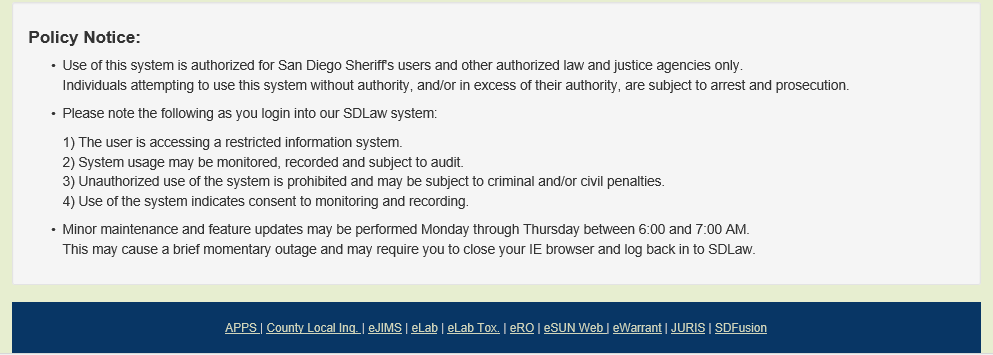 Policy Notice:
• Use of this system is authorized for San Diego Sheriff's users and other authorized law and justice agencies only.
Individuals attempting to use this system without authority, and/or in excess of their authority, are subject to arrest and prosecution.
• Please note the following as you login into our SDLaw system:
1) The user is accessing a restricted information system.
2) System usage may be monitored, recorded and subject to audit.
3) Unauthorized use of the system is prohibited and may be subject to criminal and/or civil penalties.
4) Use of the system indicates consent to monitoring and recording.
• Minor maintenance and feature updates may be performed Monday through Thursday between 6:00 and 7:00 AM.
This may cause a brief momentary outage and may require you to close your IE browser and log back in to SDLaw.
APPS | County Local Inq. | eJIMS | eLab | eLab Tox. | eRO | eSUN Web | eWarrant | JURIS | SDFusion